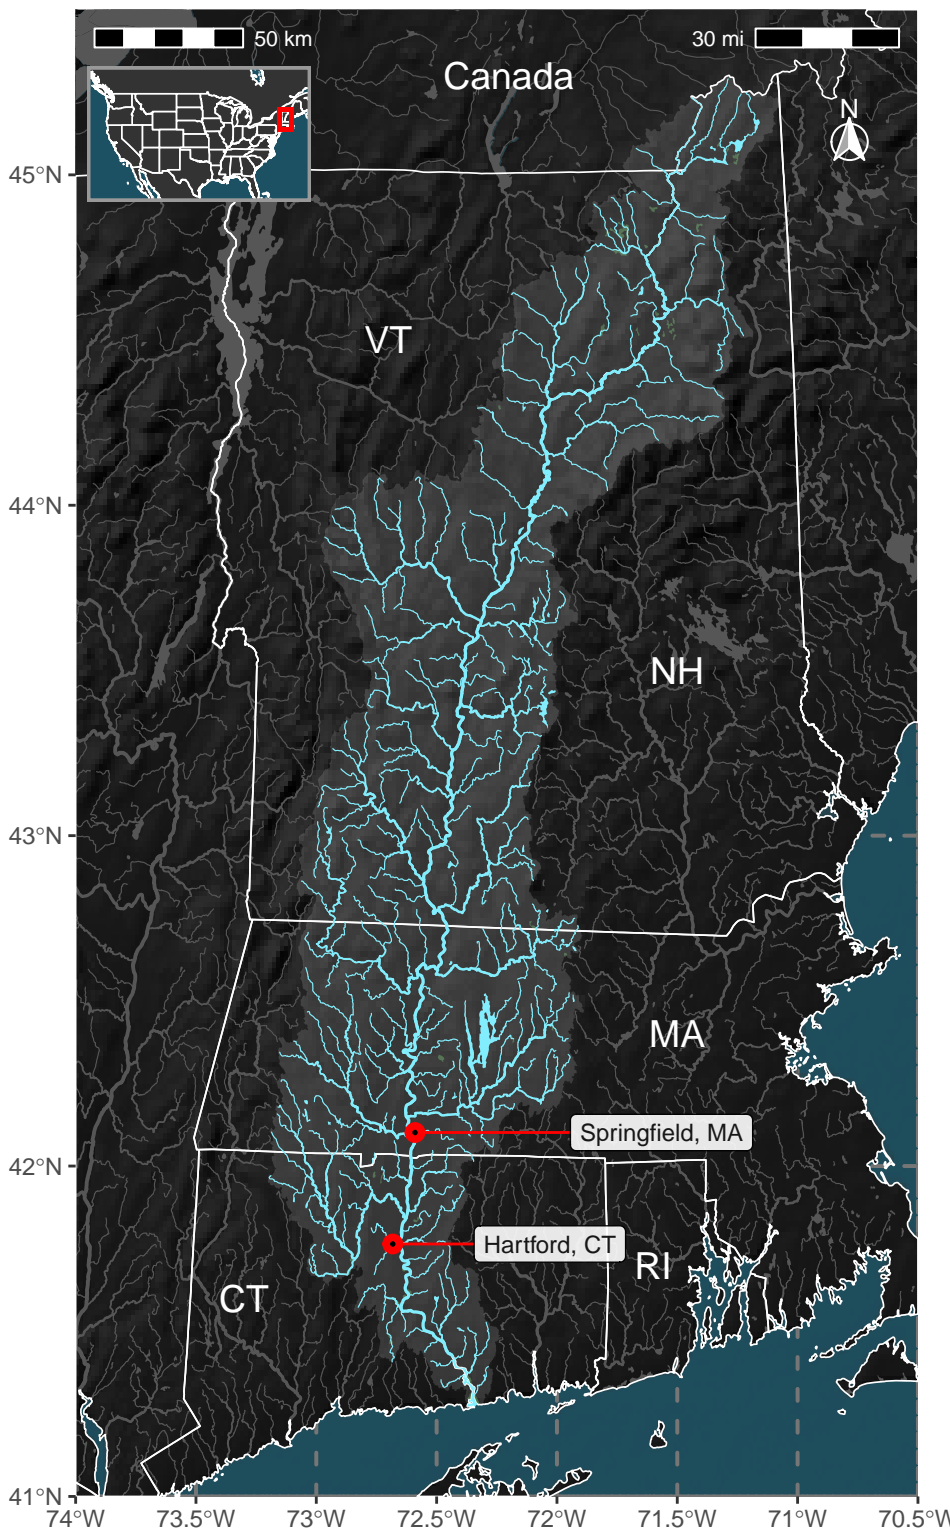 50 km
30 mi
Canada
N
45°N
VT
44°N
NH
43°N
MA
Springfield, MA
42°N
Hartford, CT
RI
CT
41°N
74°W
73.5°W
73°W
72.5°W
72°W
71.5°W
71°W
70.5°W